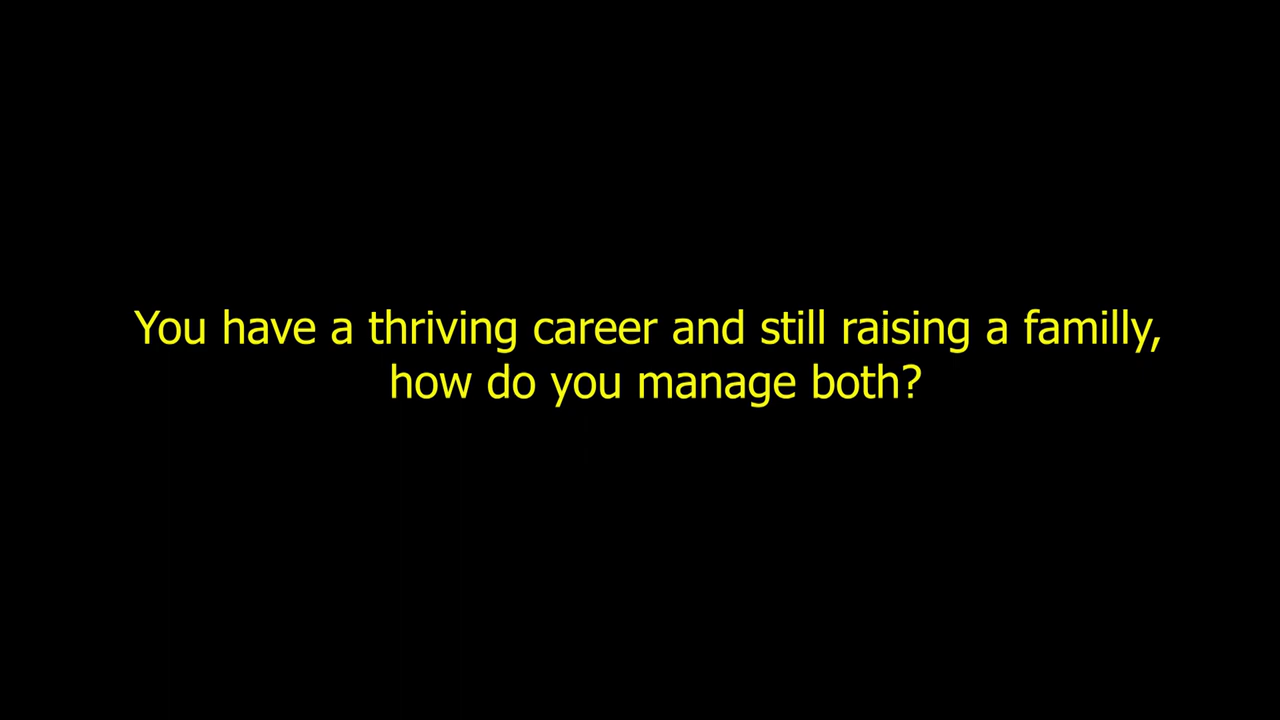 You have a thriving career and still raising a familly,
how do you manage both?